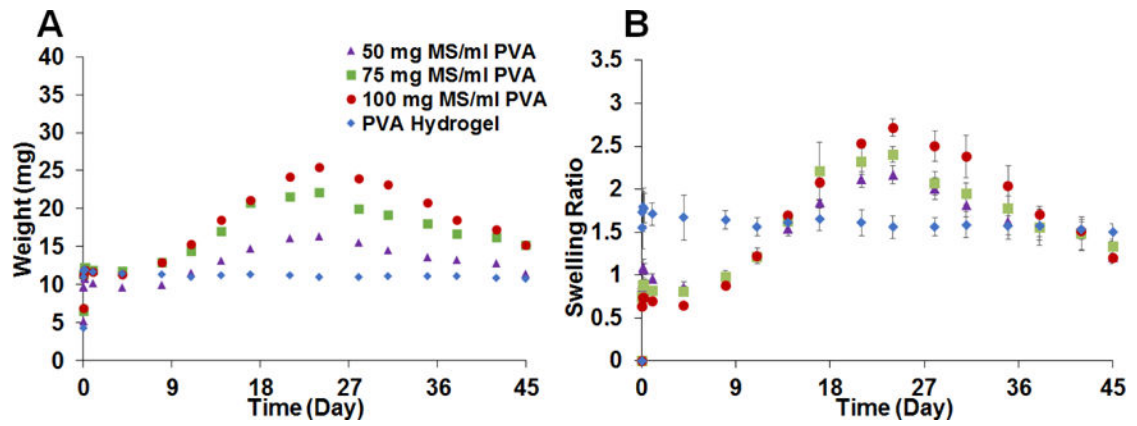 A
Weight (mg)
40
35
30
25
20
15
10
5
0
0 9 18 27 36 45
Time (Day)
50 mg MS/ml PVA
75 mg MS/ml PVA
100 mg MS/ml PVA
PVA Hydrogel
B
Swelling Ratio
3.5
3
2.5
2
1.5
1
0.5
0
0 9 18 27 36 45
Time (Day)